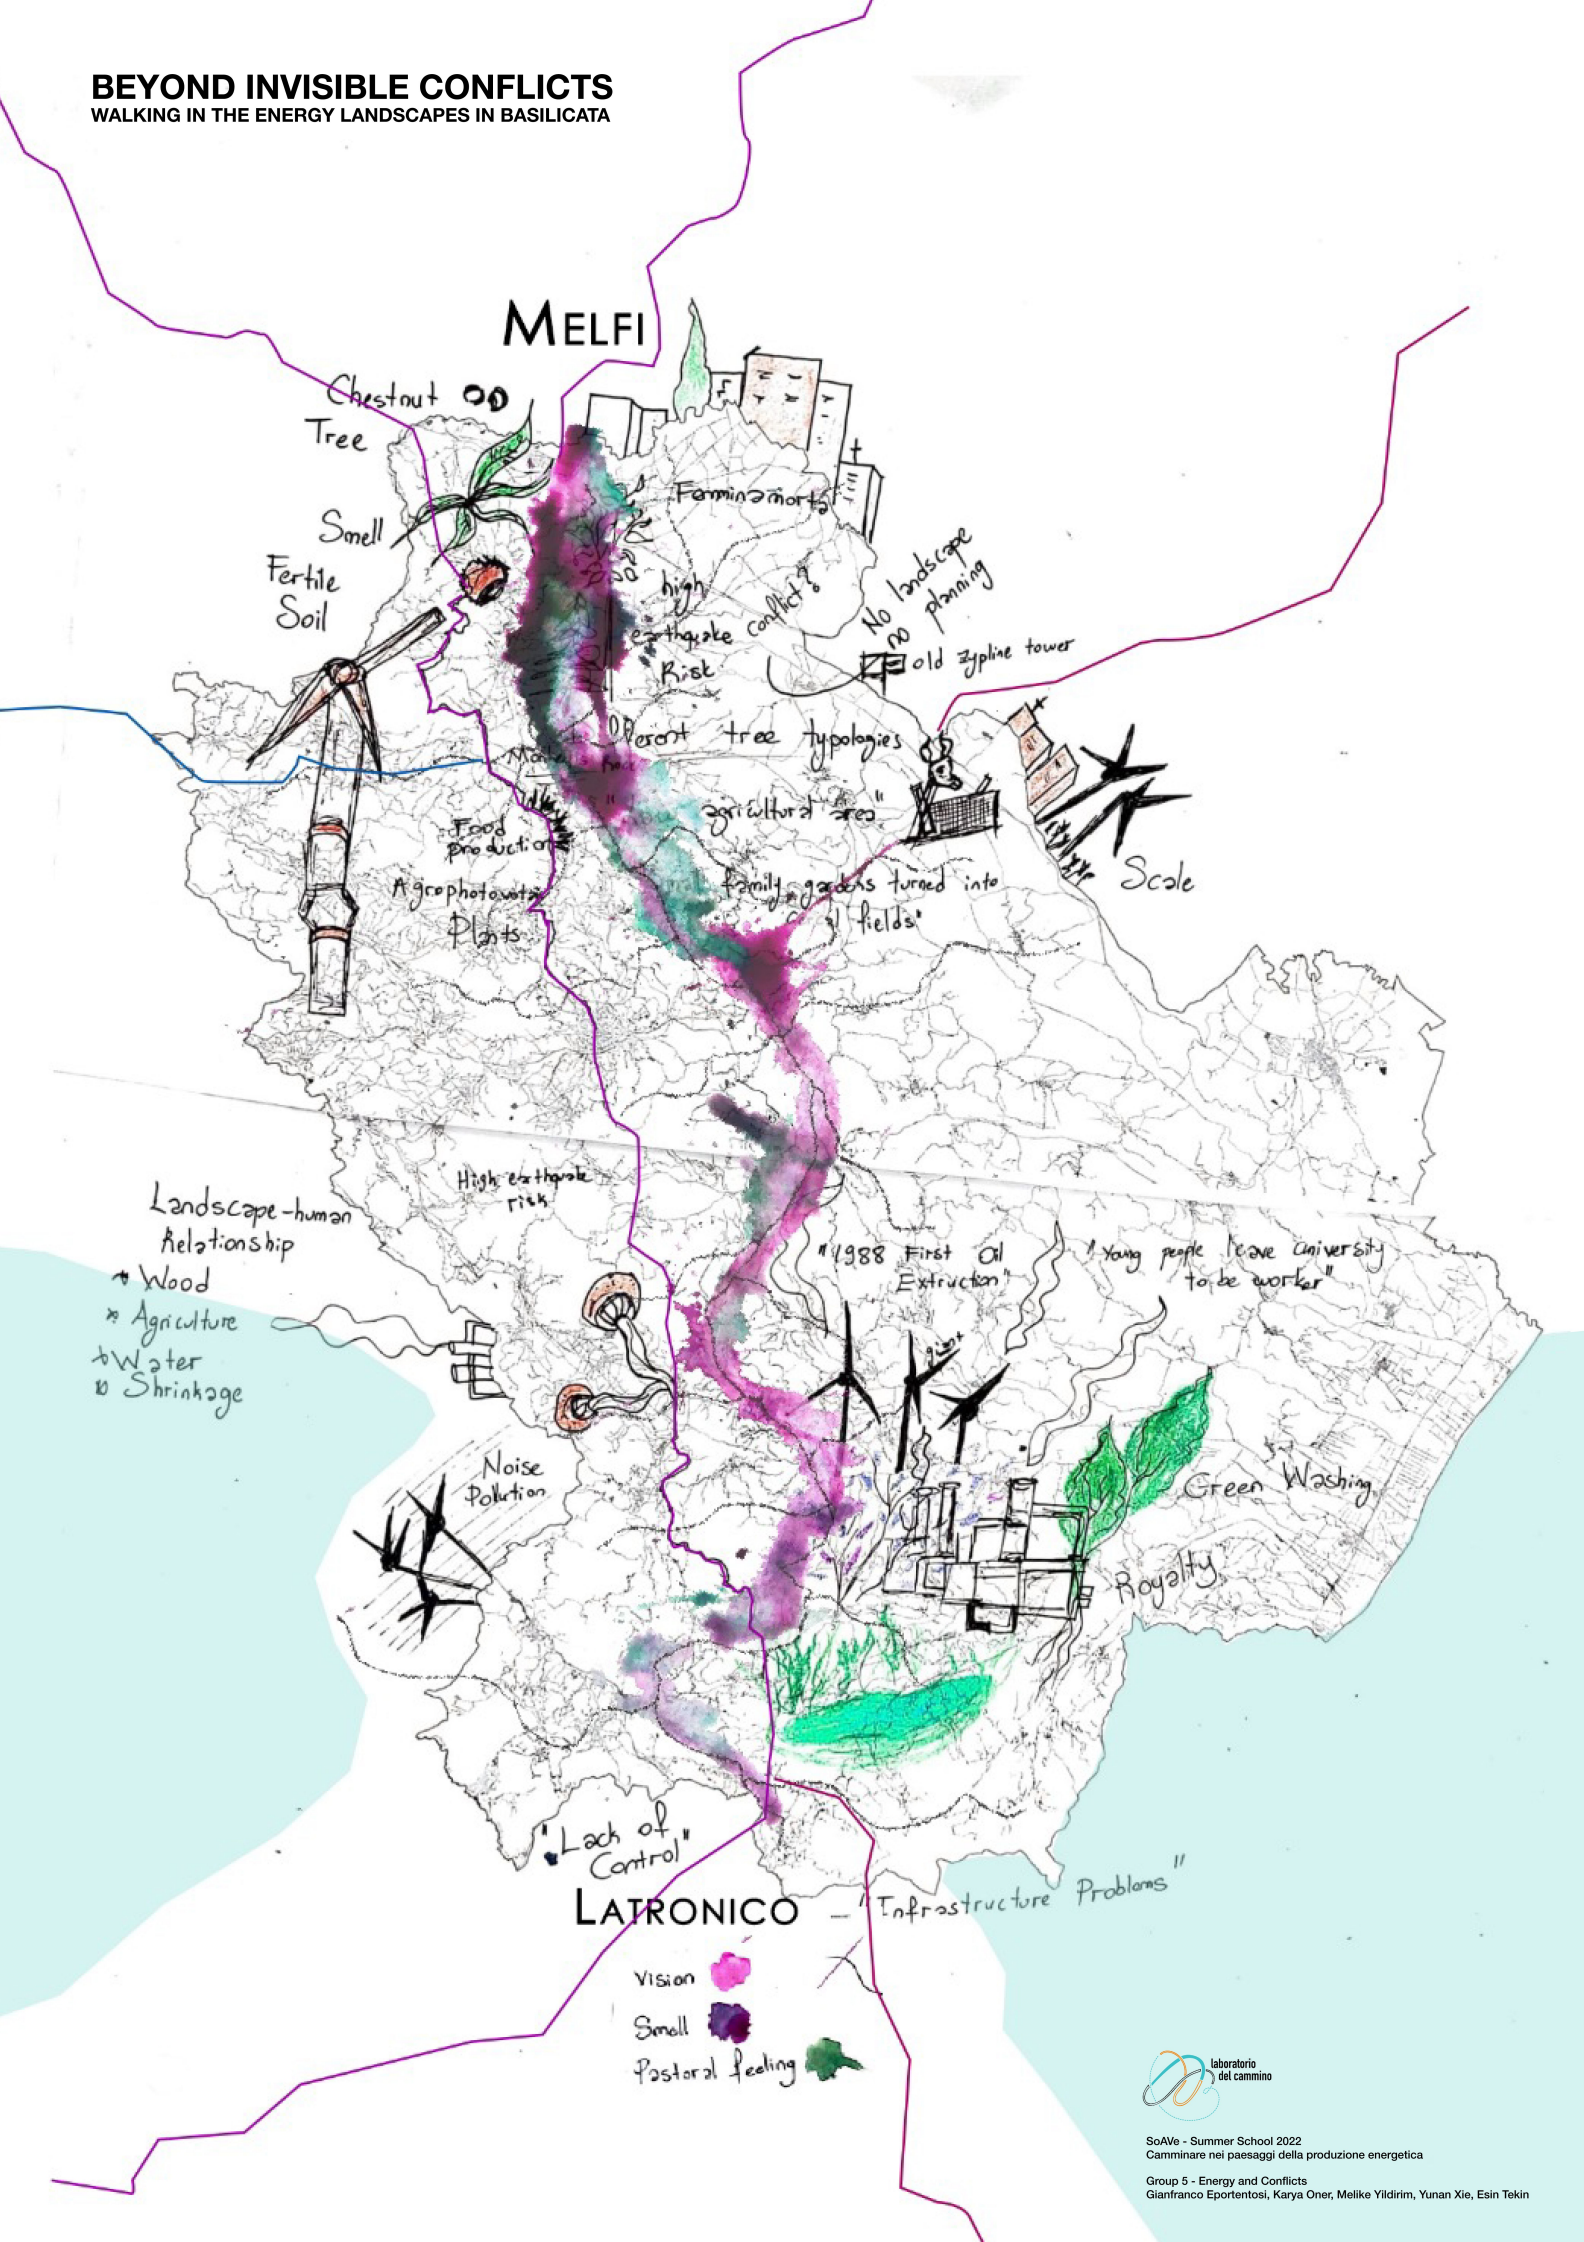 BEYOND INVISIBLE CONFLICTS
WALKING IN THE ENERGY LANDSCAPES IN BASILICATA
MELFI
Chestnut
Tree
Smell
Fertile
Soil
Femminamorta
high
earthquake
Risk
conflict?
No landscape
no planning
old zypline tower
Different tree typologies
agricultural area"
Food
production
Agrophotovoltaic
Plants
family gardens turned into
fields"
Scale
High earthquake
risk
Landscape-human
Relationship
* Wood
* Agriculture
* Water
* Shrinkage
"1988 First Oil
Extruction"
"Young people leave university
to be worker"
giant
Noise
Pollution
Green Washing
Royalty
"Lack of
Control"
LATRONICO
"Infrastructure Problems"
Vision
Smell
Pastoral feeling
laboratorio
del cammino
SoAVe - Summer School 2022
Camminare nei paesaggi della produzione energetica
Group 5 - Energy and Conflicts
Gianfranco Eportentosi, Karya Oner, Melike Yildirim, Yunan Xie, Esin Tekin